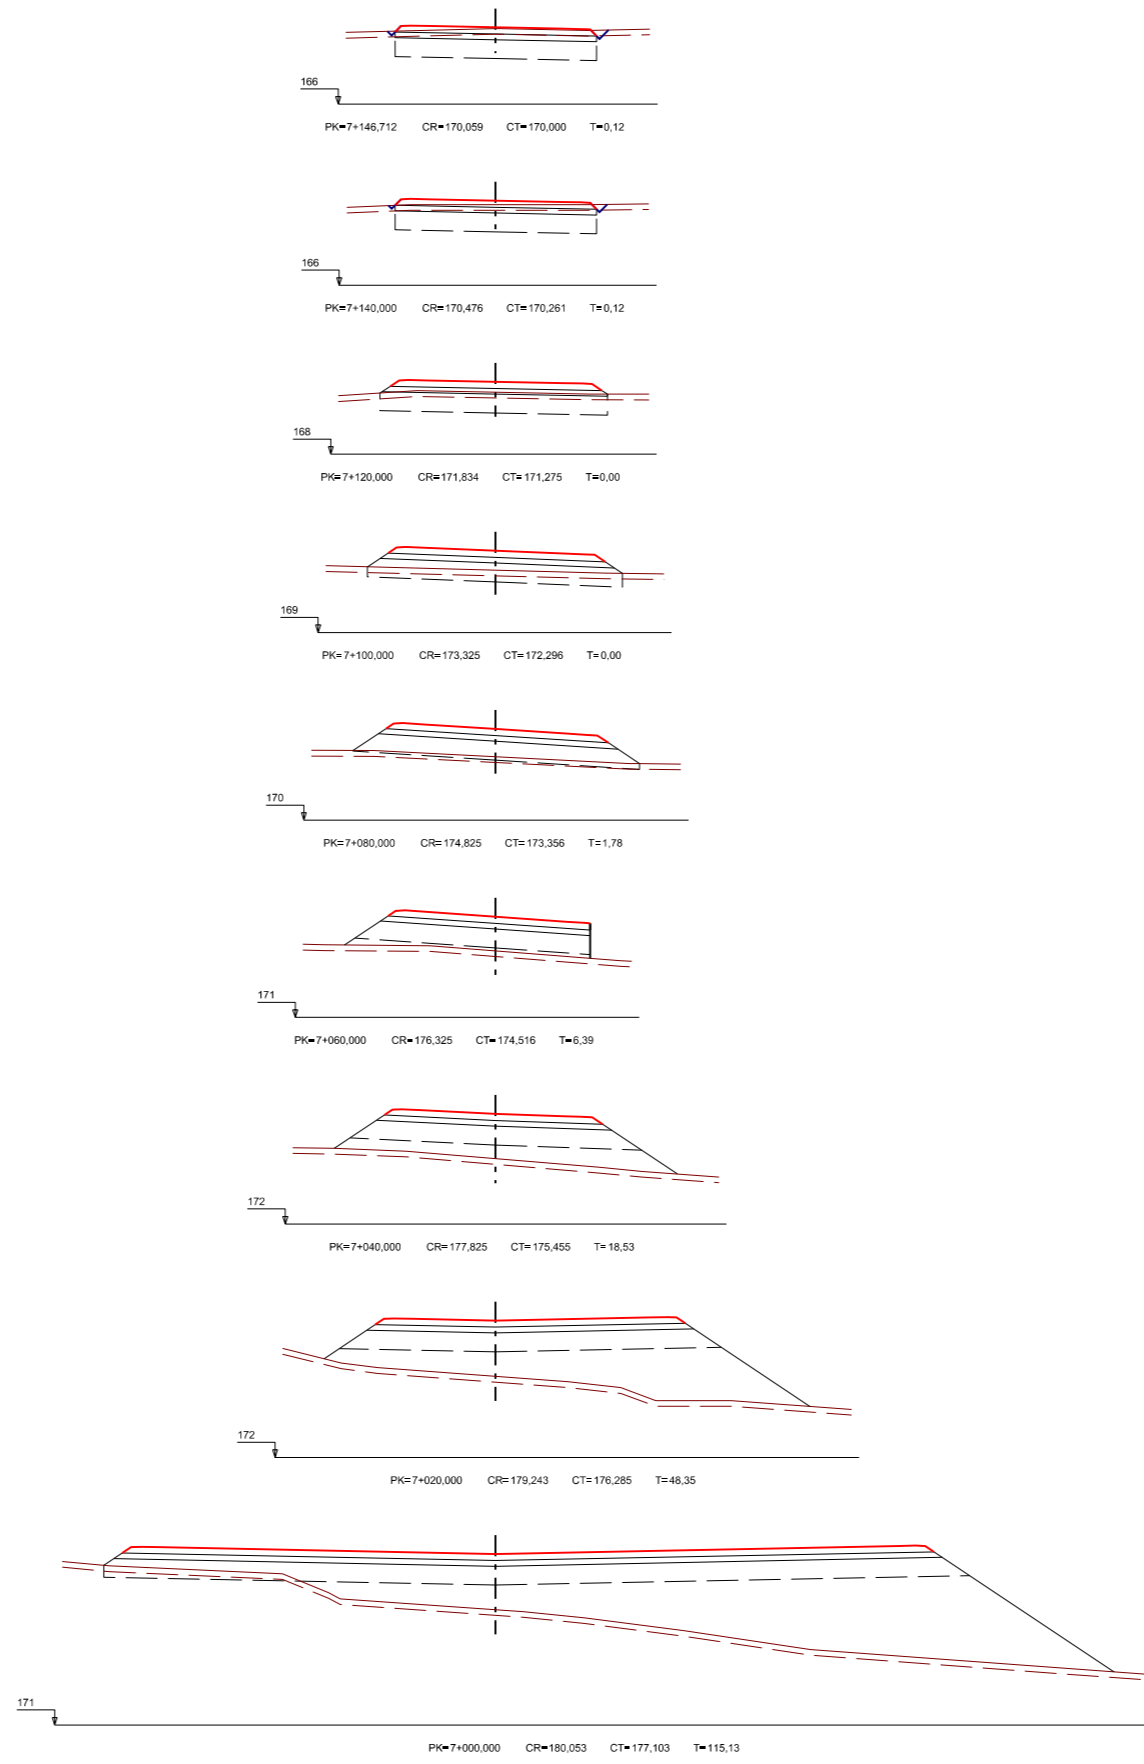 166
PK=7+146,712 CR=170,059 CT=170,000 T=0,12
166
PK=7+140,000 CR=170,476 CT=170,261 T=0,12
168
PK=7+120,000 CR=171,834 CT=171,275 T=0,00
169
PK=7+100,000 CR=173,325 CT=172,296 T=0,00
170
PK=7+080,000 CR=174,825 CT=173,356 T=1,78
171
PK=7+060,000 CR=176,325 CT=174,516 T=6,39
172
PK=7+040,000 CR=177,825 CT=175,455 T=18,53
172
PK=7+020,000 CR=179,243 CT=176,285 T=48,35
171
PK=7+000,000 CR=180,053 CT=177,103 T=115,13